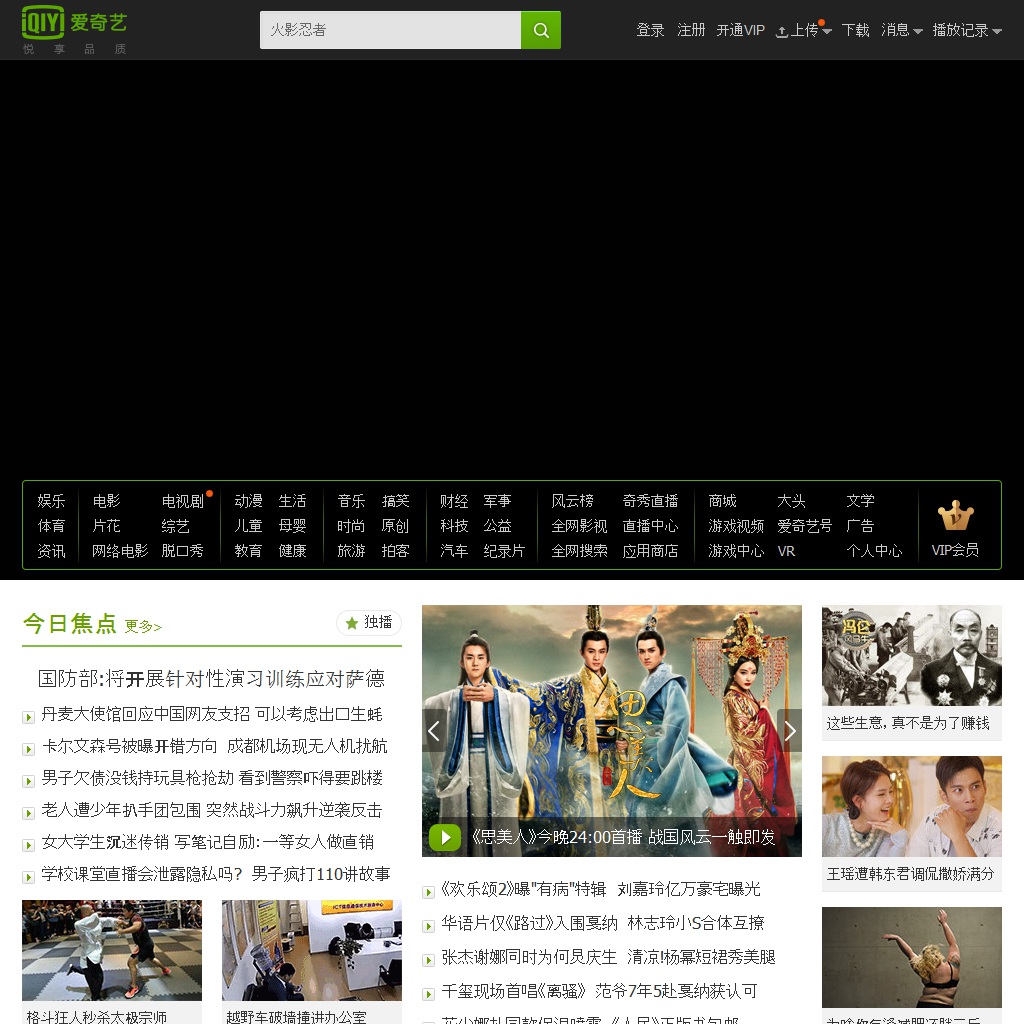 iQIYI 爱奇艺
悦享品质
火影忍者
登录 注册 开通VIP 上传 下载 消息 播放记录
娱乐 电影 电视剧 动漫 生活 音乐 搞笑 财经 军事 风云榜 奇秀直播 商城 大头 文学
体育 片花 综艺 儿童 母婴 时尚 原创 科技 公益 全网影视 直播中心 游戏视频 爱奇艺号 广告
资讯 网络电影 脱口秀 教育 健康 旅游 拍客 汽车 纪录片 全网搜索 应用商店 游戏中心 VR 个人中心
VIP会员
今日焦点 更多>
独播
国防部:将开展针对性演习训练应对萨德
丹麦大使馆回应中国网友支招 可以考虑出口生蚝
卡尔文森号被曝开错方向 成都机场现无人机扰航
男子欠债没钱持玩具枪抢劫 看到警察吓得要跳楼
老人遭少年扒手团包围 突然战斗力飙升逆袭反击
女大学生沉迷传销 写笔记自励:一等女人做直销
学校课堂直播会泄露隐私吗? 男子疯打110讲故事
格斗狂人秒杀太极宗师
越野车破墙撞进办公室
思美人
《思美人》今晚24:00首播 战国风云一触即发
《欢乐颂2》曝"有病"特辑 刘嘉玲亿万豪宅曝光
华语片仅《路过》入围戛纳 林志玲小S合体互撩
张杰谢娜同时为何炅庆生 清凉!杨幂短裙秀美腿
千玺现场首唱《离骚》 范爷7年5赴戛纳获认可
冯仑
风马牛
这些生意,真不是为了赚钱
王瑶遭韩东君调侃撒娇满分